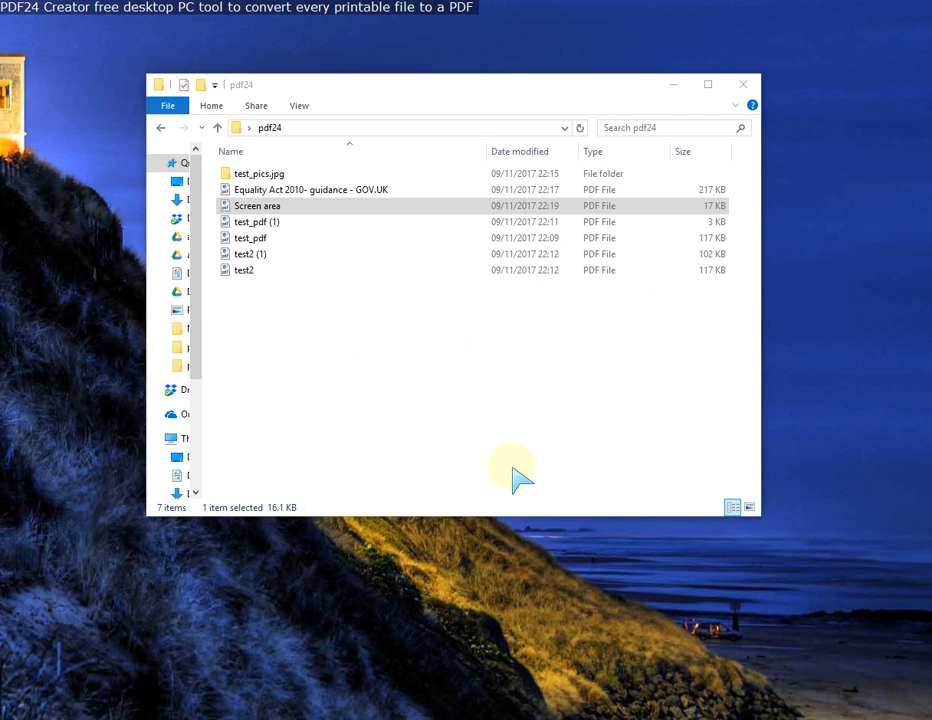 PDF24 Creator free desktop PC tool to convert every printable file to a PDF
pdf24
File Home Share View
pdf24
Search pdf24
Name Date modified Type Size
test_pics.jpg 09/11/2017 22:15 File folder
Equality Act 2010- guidance - GOV.UK 09/11/2017 22:17 PDF File 217 KB
Screen area 09/11/2017 22:19 PDF File 17 KB
test_pdf (1) 09/11/2017 22:11 PDF File 3 KB
test_pdf 09/11/2017 22:09 PDF File 117 KB
test2 (1) 09/11/2017 22:12 PDF File 102 KB
test2 09/11/2017 22:12 PDF File 117 KB
7 items 1 item selected 16.1 KB